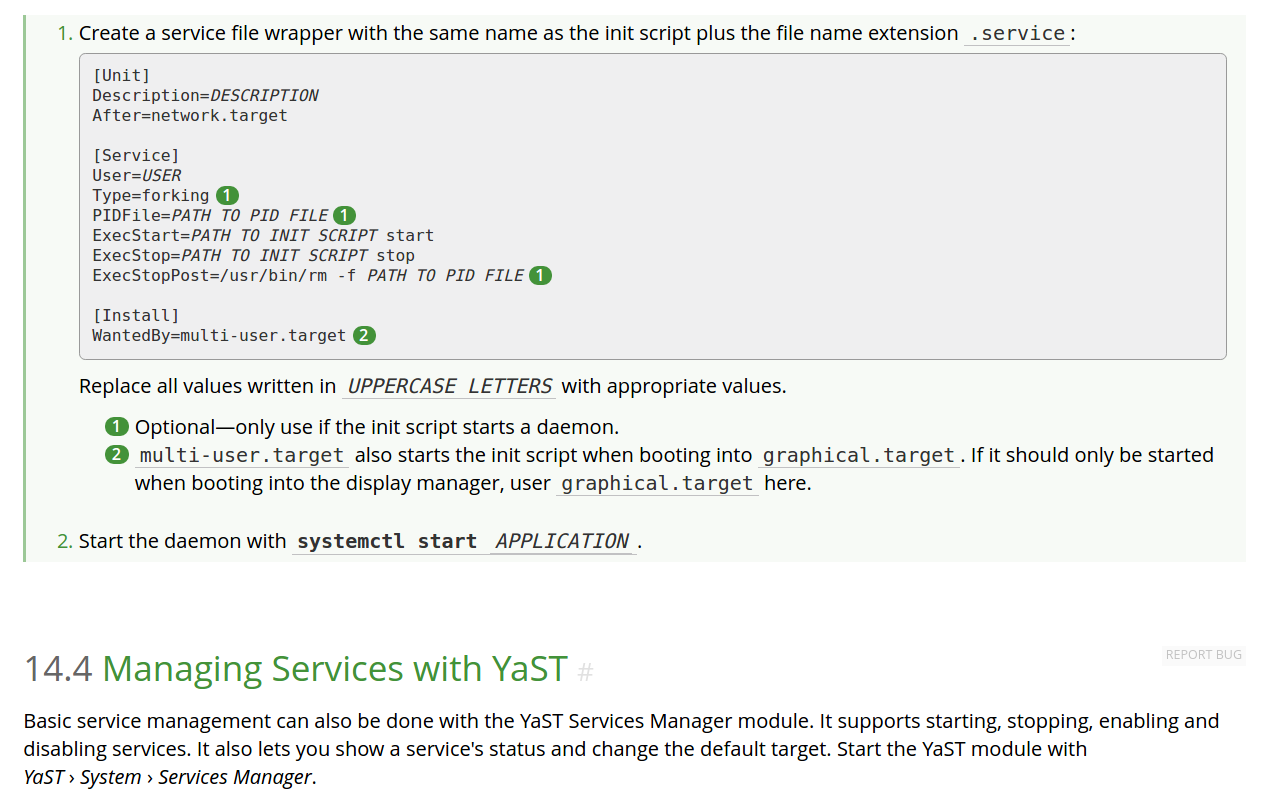 1. Create a service file wrapper with the same name as the init script plus the file name extension .service:
[Unit]
Description=DESCRIPTION
After=network.target
[Service]
User=USER
Type=forking 1
PIDFile=PATH TO PID FILE 1
ExecStart=PATH TO INIT SCRIPT start
ExecStop=PATH TO INIT SCRIPT stop
ExecStopPost=/usr/bin/rm -f PATH TO PID FILE 1
[Install]
WantedBy=multi-user.target 2
Replace all values written in UPPERCASE LETTERS with appropriate values.
1 Optional—only use if the init script starts a daemon.
2 multi-user.target also starts the init script when booting into graphical.target. If it should only be started
when booting into the display manager, user graphical.target here.
2. Start the daemon with systemctl start APPLICATION.
14.4 Managing Services with YaST #
REPORT BUG
Basic service management can also be done with the YaST Services Manager module. It supports starting, stopping, enabling and
disabling services. It also lets you show a service's status and change the default target. Start the YaST module with
YaST › System › Services Manager.